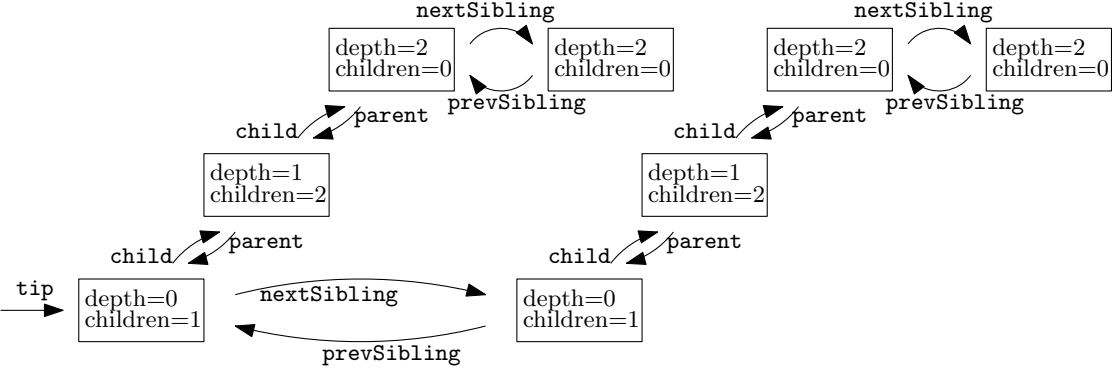 nextSibling
nextSibling
depth=2
children=0
depth=2
children=0
depth=2
children=0
depth=2
children=0
prevSibling
prevSibling
child
parent
child
parent
depth=1
children=2
depth=1
children=2
child
parent
child
parent
tip
depth=0
children=1
nextSibling
depth=0
children=1
prevSibling